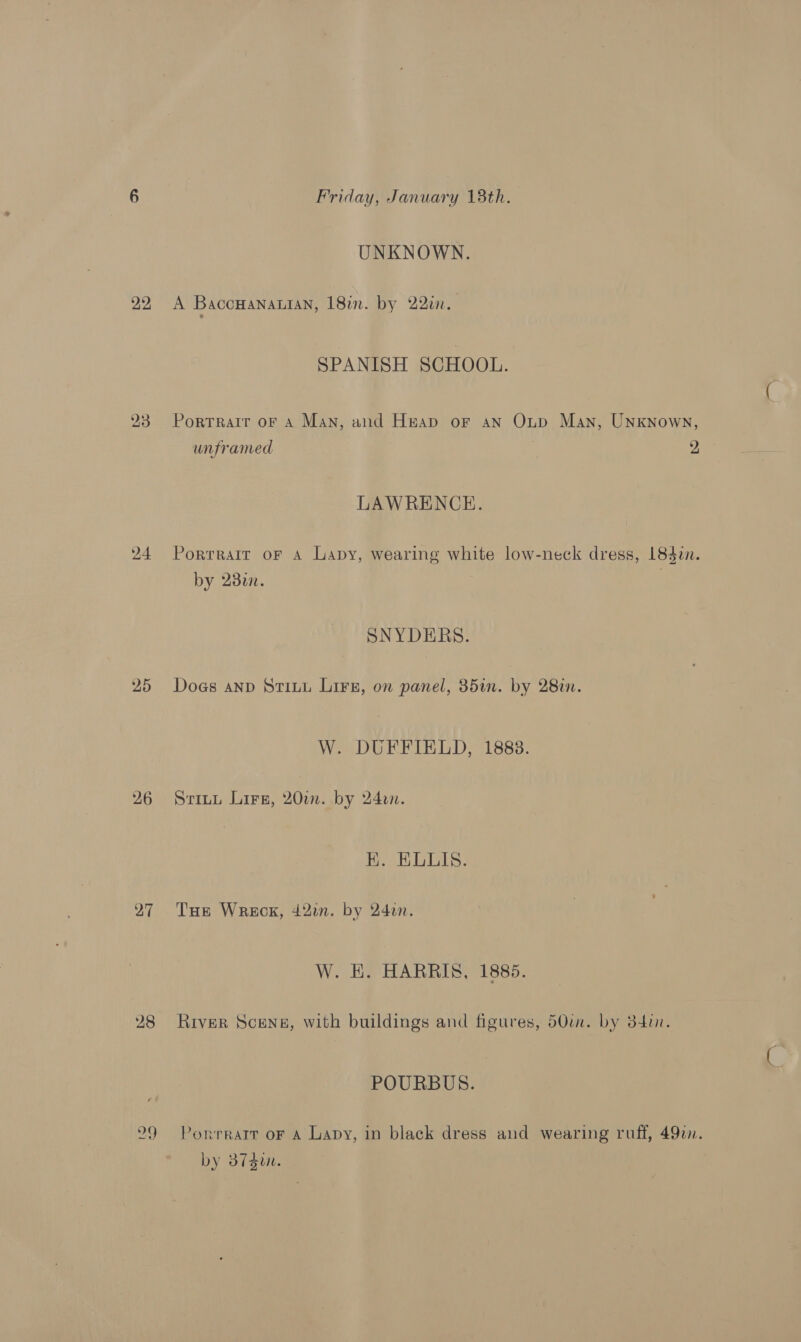 6 Friday, January 13th.
UNKNOWN.
22 A Bacchanalian, 18in. by 22in.
SPANISH SCHOOL.
23 Portrait of a Man, and Head of an Old Man, Unknown,
unframed 2
LAWRENCE.
24 Portrait of a Lady, wearing white low-neck dress, 18½in.
by 23in.
SNYDERS.
25 Dogs and Still Life, on panel, 35in. by 28in.
W. DUFFIELD, 1883.
26 Still Life, 20in. by 24in.
E. ELLIS.
27 The Wreck, 42in. by 24in.
W. E. HARRIS, 1885.
28 River Scene, with buildings and figures, 50in. by 34in.
POURBUS.
29 Portrait of a Lady, in black dress and wearing ruff, 49in.
by 37½in.